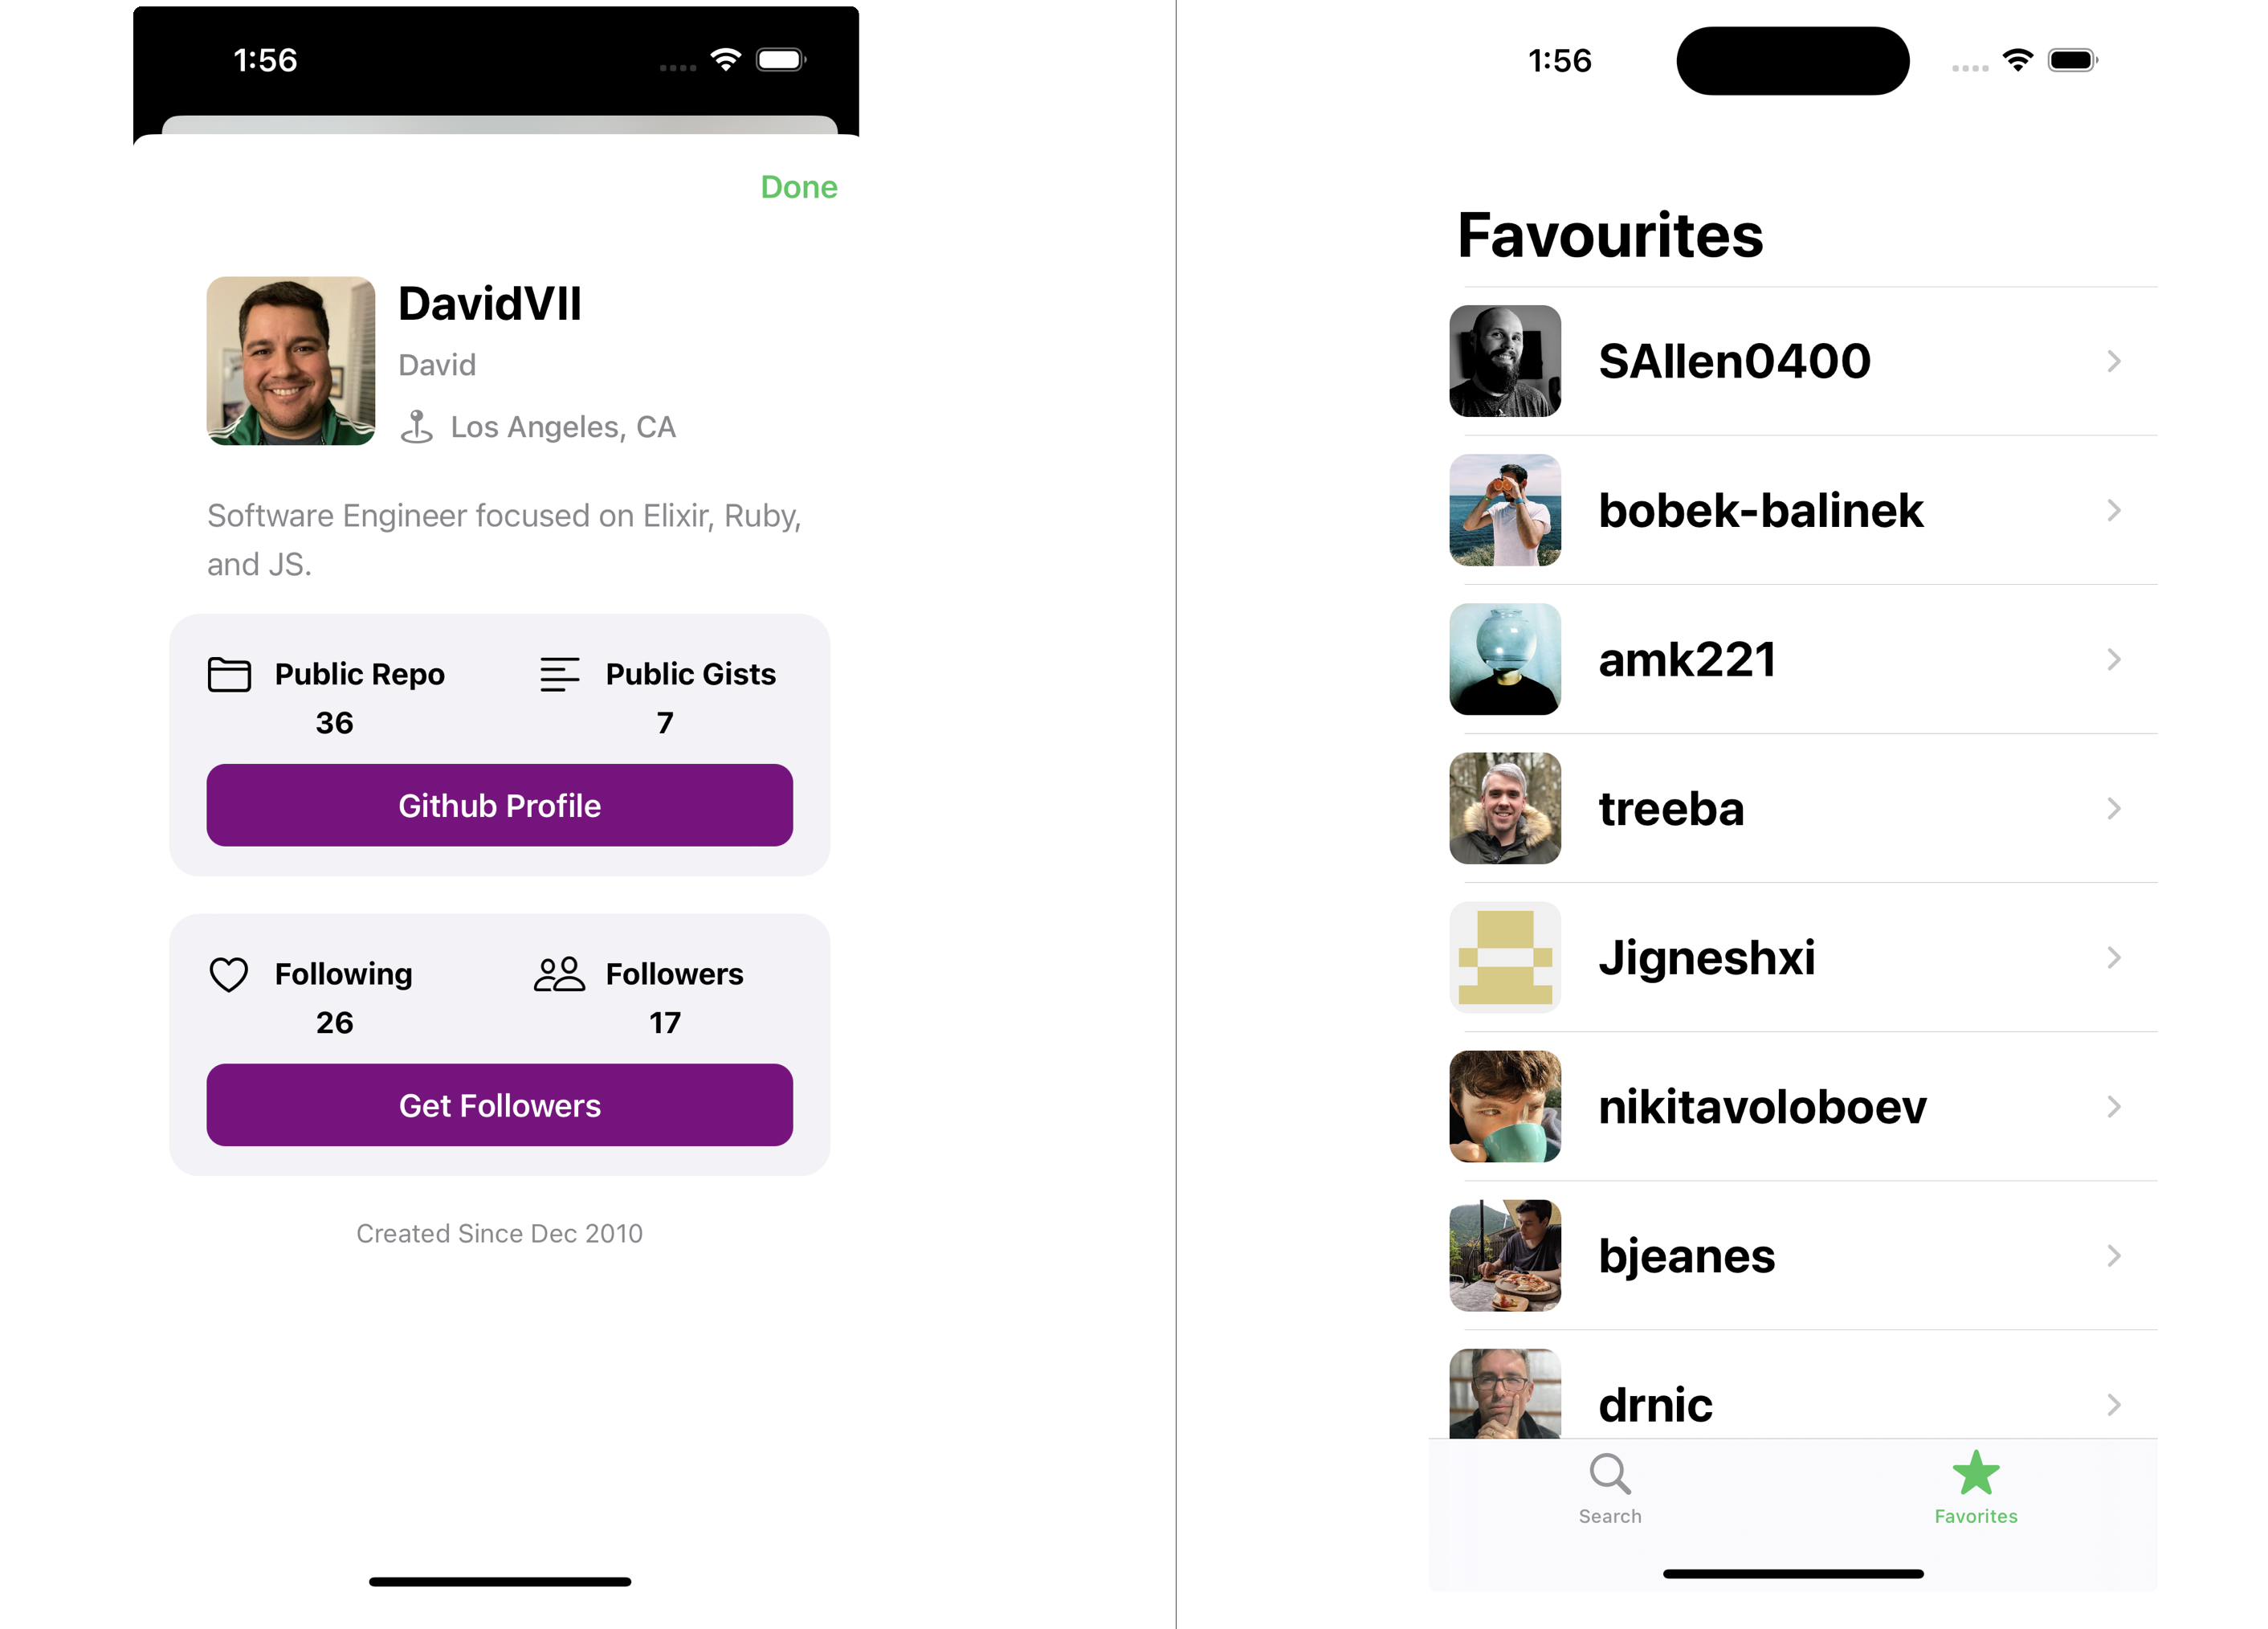 1:56
Done
DavidVII
David
Los Angeles, CA
Software Engineer focused on Elixir, Ruby,
and JS.
Public Repo
36
Public Gists
7
Github Profile
Following
26
Followers
17
Get Followers
Created Since Dec 2010
1:56
Favourites
SAllen0400
bobek-balinek
amk221
treeba
Jigneshxi
nikitavoloboev
bjeanes
drnic
Search
Favorites